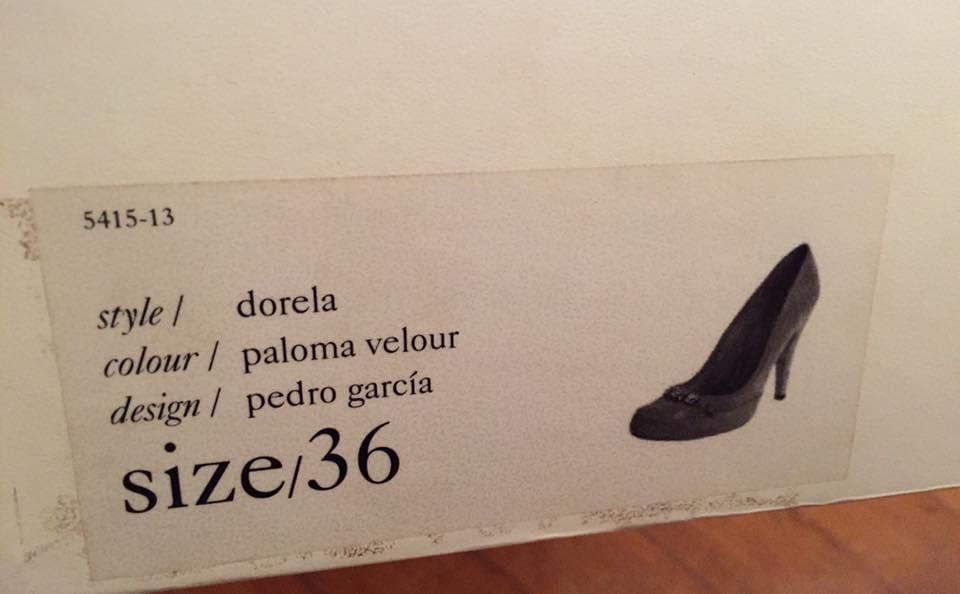 5415-13
style / dorela
colour / paloma velour
design / pedro garcía
size/36